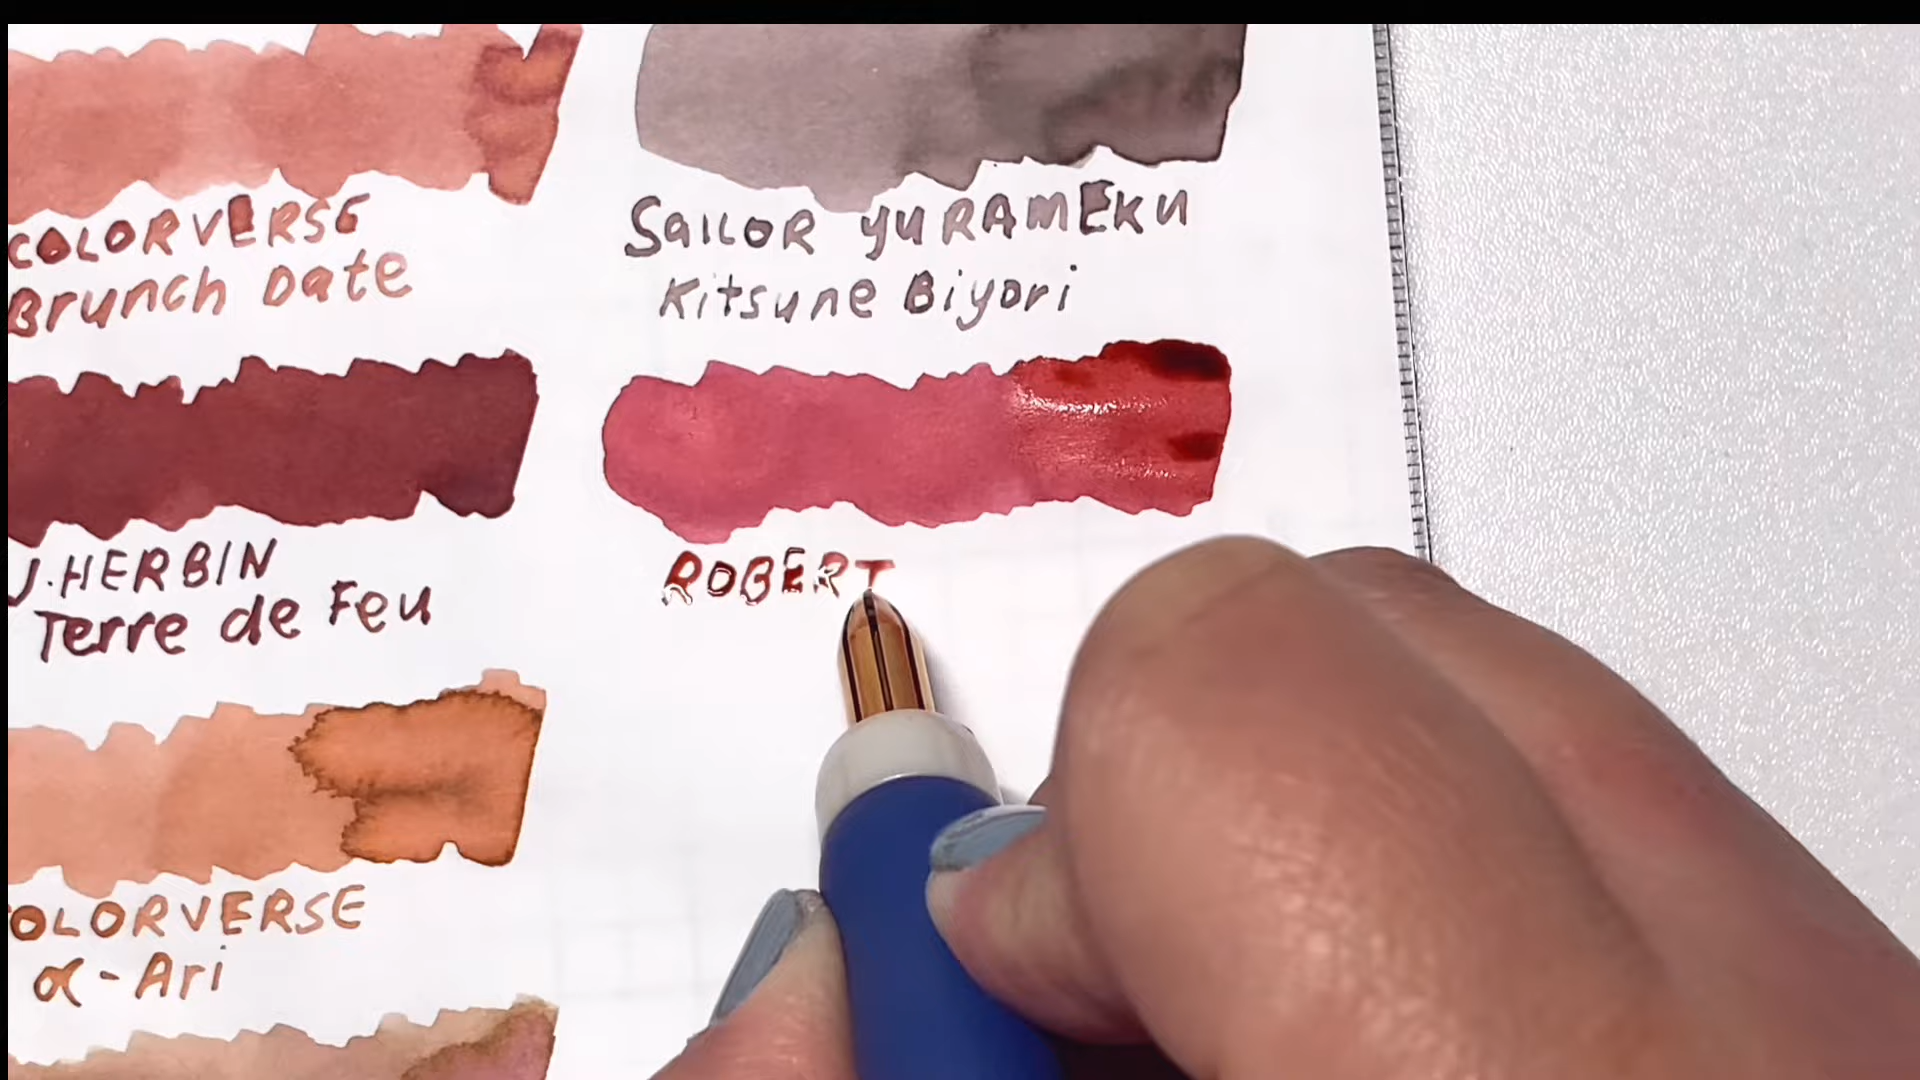 COLORVERSE
Brunch Date
J.HERBIN
Terre de Feu
OLORVERSE
α-Ari
SAILOR YURAMEKU
Kitsune Biyori
ROBERT